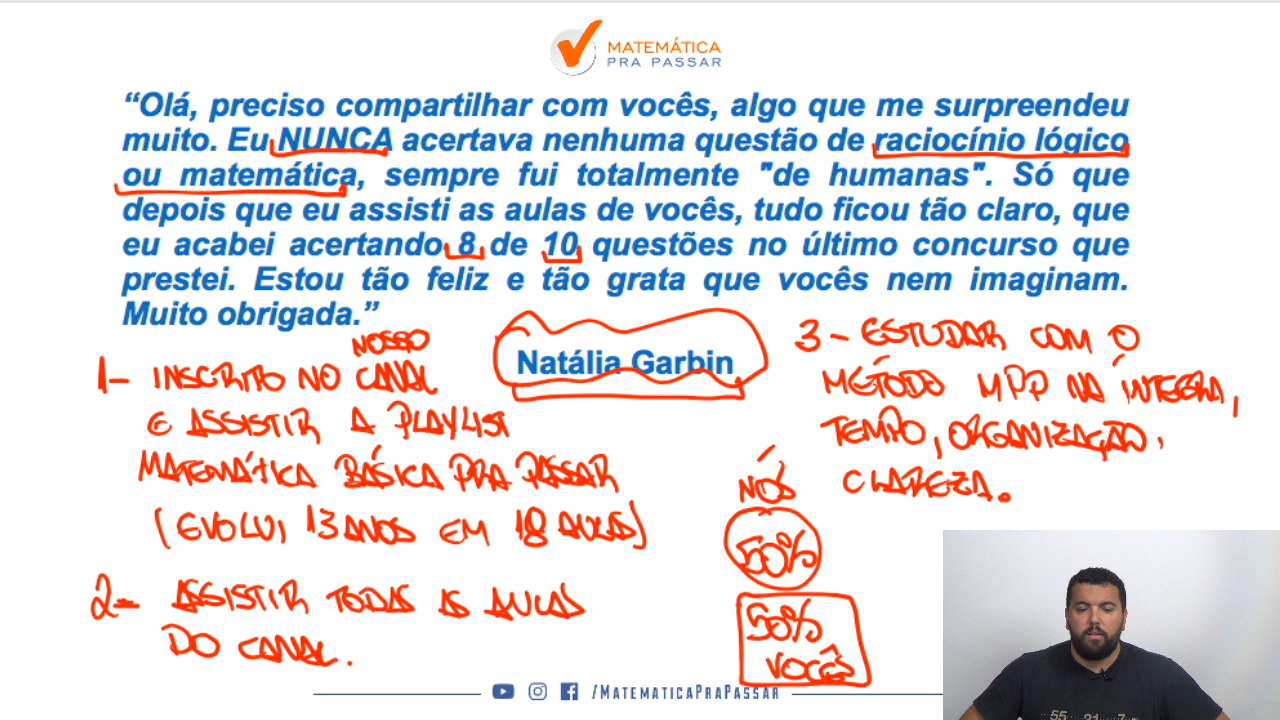 MATEMÁTICA
PRA PASSAR
“Olá, preciso compartilhar com vocês, algo que me surpreendeu
muito. Eu NUNCA acertava nenhuma questão de raciocínio lógico
ou matemática, sempre fui totalmente "de humanas". Só que
depois que eu assisti as aulas de vocês, tudo ficou tão claro, que
eu acabei acertando 8 de 10 questões no último concurso que
prestei. Estou tão feliz e tão grata que vocês nem imaginam.
Muito obrigada.”
Natália Garbin
NOSSO
1- INSCRITO NO CANAL
E ASSISTIR A PLAYLIST
MATEMÁTICA BÁSICA PRA PASSAR
(EVOLUI 13 ANOS EM 18 AULAS)
2- ASSISTIR TODAS AS AULAS
DO CANAL.
3- ESTUDAR COM O
MÉTODO MPP NA ÍNTEGRA,
TEMPO, ORGANIZAÇÃO,
CLAREZA.
NÓS
50%
50%
VOCÊS
/MATEMATICAPRAPASSAR
55 21 7